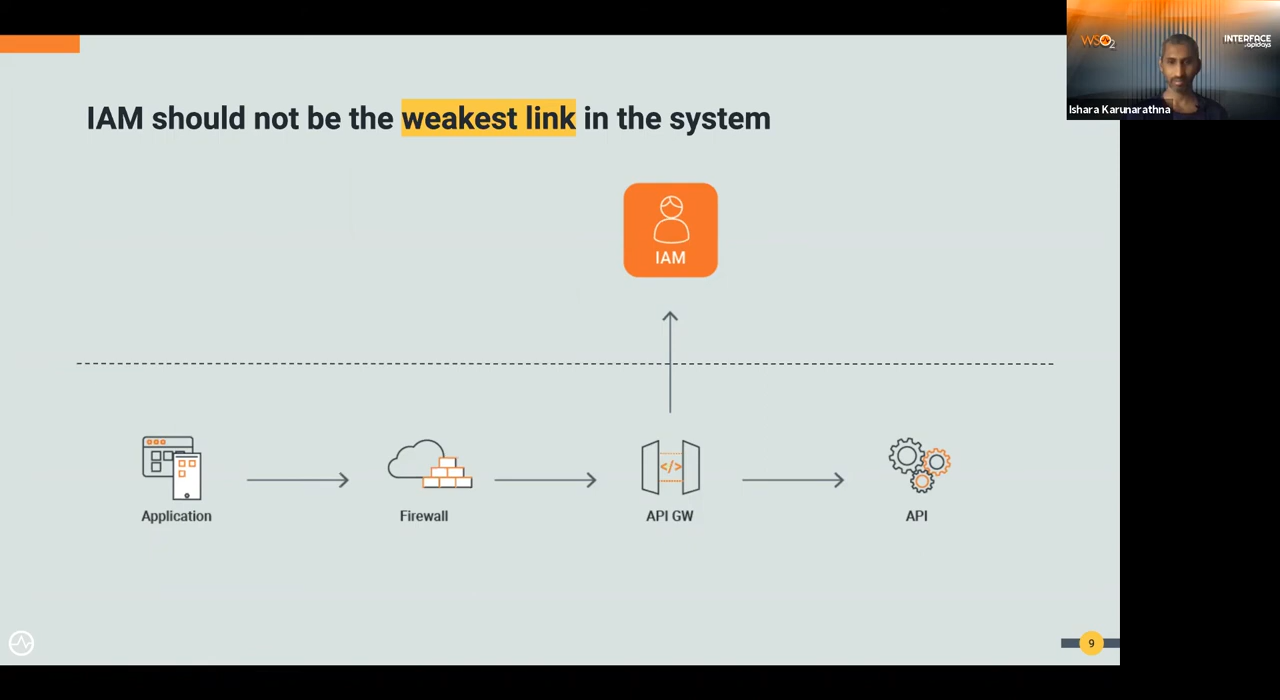 IAM should not be the weakest link in the system
WSO2
INTERFACE
apidays
Ishara Karunarathna
IAM
</>
Application
Firewall
API GW
API
9